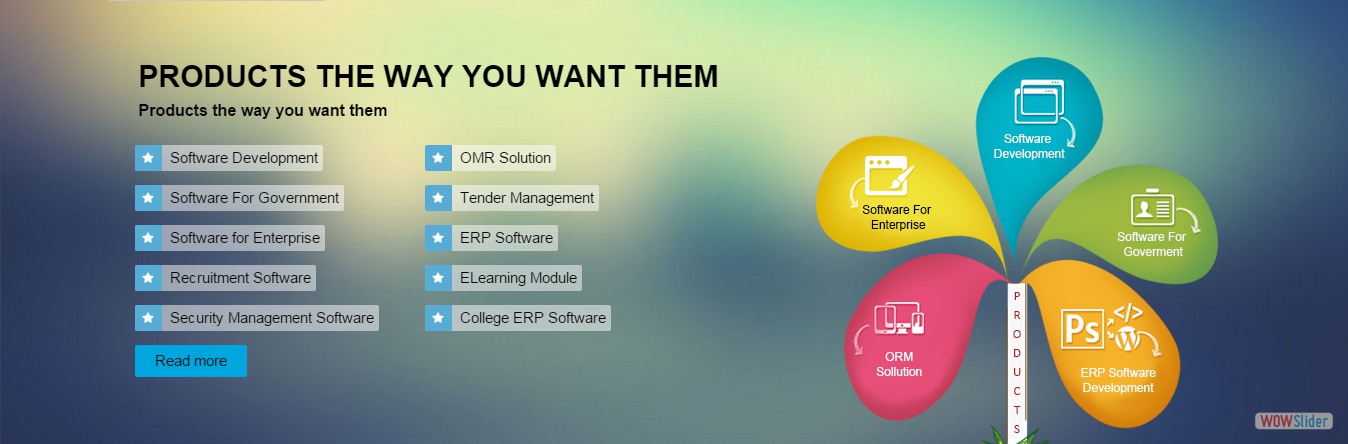 PRODUCTS THE WAY YOU WANT THEM
Products the way you want them
Software Development
Software For Government
Software for Enterprise
Recruitment Software
Security Management Software
OMR Solution
Tender Management
ERP Software
ELearning Module
College ERP Software
Read more
Software
Development
Software For
Enterprise
Software For
Goverment
ORM
Sollution
Ps
</>
ERP Software
Development
PRODUCTS
WOWSlider